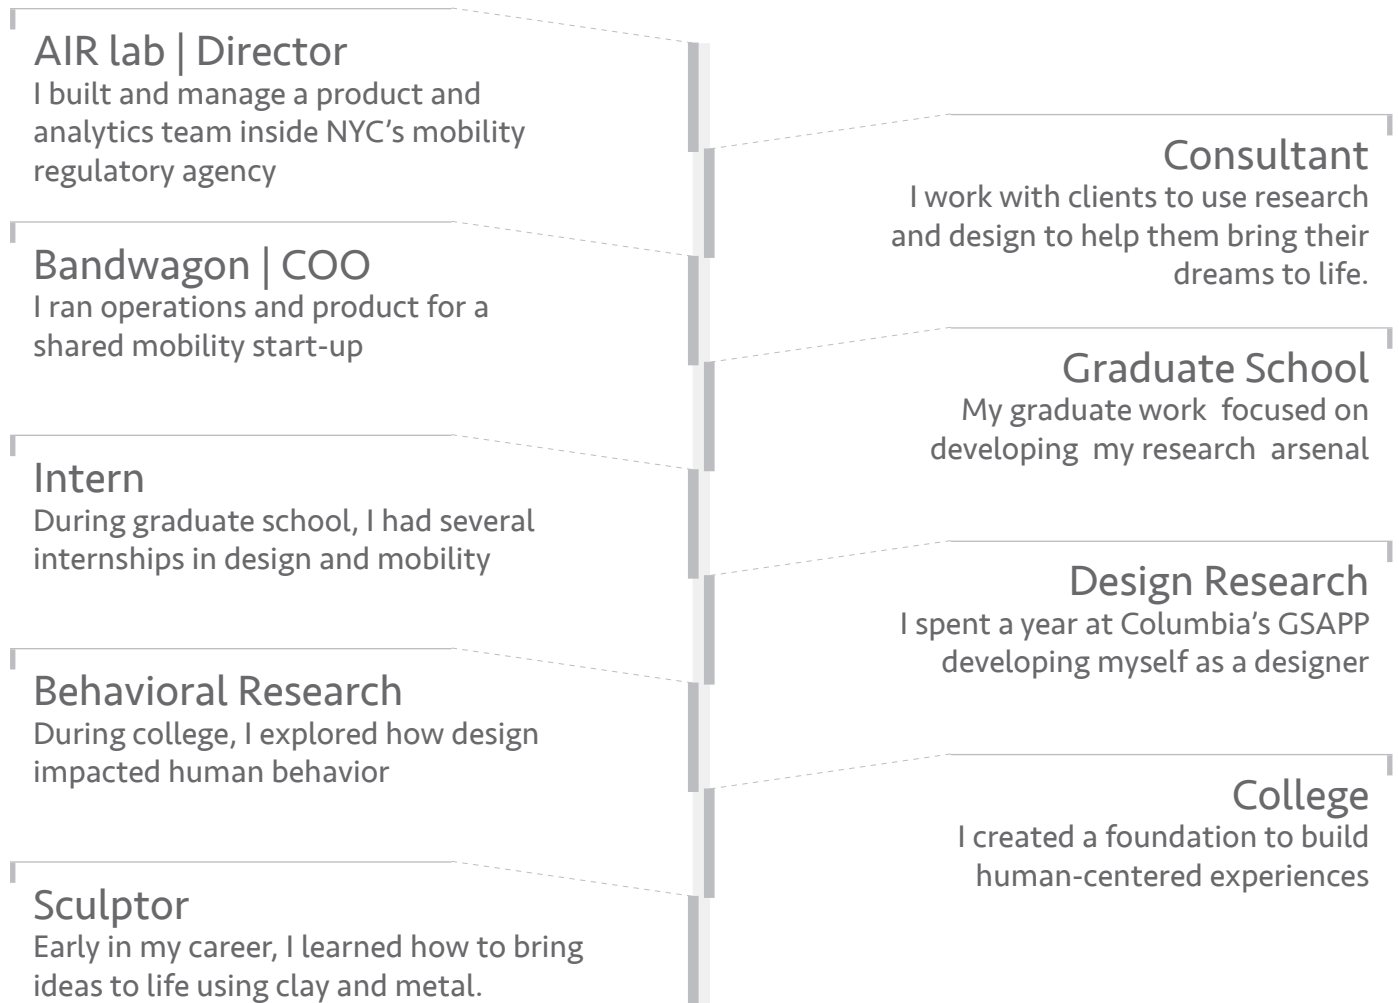 AIR lab | Director
I built and manage a product and
analytics team inside NYC’s mobility
regulatory agency
Consultant
I work with clients to use research
and design to help them bring their
dreams to life.
Bandwagon | COO
I ran operations and product for a
shared mobility start-up
Graduate School
My graduate work focused on
developing my research arsenal
Intern
During graduate school, I had several
internships in design and mobility
Design Research
I spent a year at Columbia’s GSAPP
developing myself as a designer
Behavioral Research
During college, I explored how design
impacted human behavior
College
I created a foundation to build
human-centered experiences
Sculptor
Early in my career, I learned how to bring
ideas to life using clay and metal.